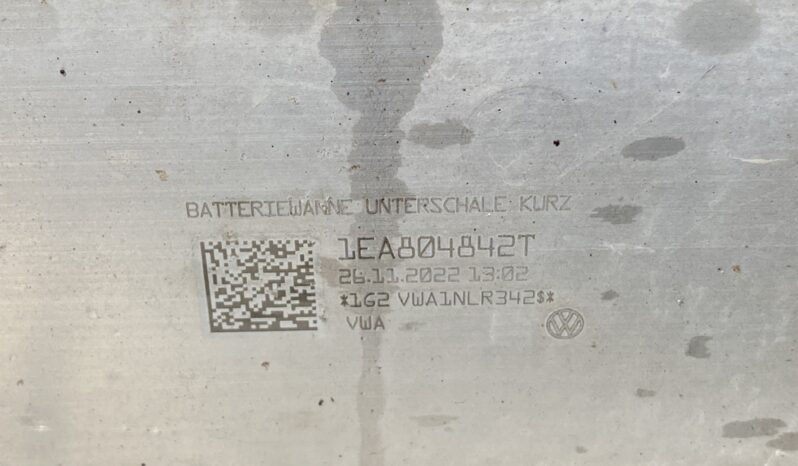 BATTERIEWANNE UNTERSCHALE KURZ
1EA804842T
26.11.2022 13:02
*1G2 VWA1NLR342$*
VWA